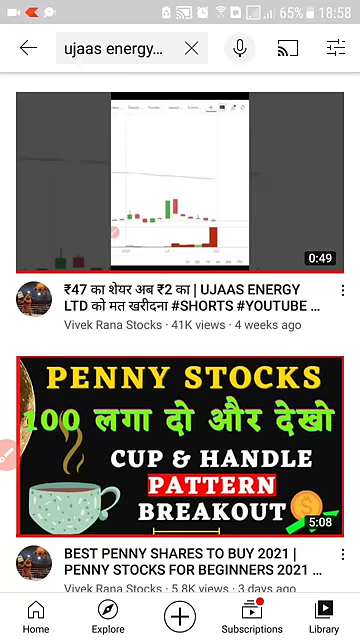 65% 18:58
ujaas energy...
0:49
₹47 का शेयर अब ₹2 का | UJAAS ENERGY
LTD को मत खरीदना #SHORTS #YOUTUBE ...
Vivek Rana Stocks · 41K views · 4 weeks ago
PENNY STOCKS
100 लगा दो और देखो
CUP & HANDLE
PATTERN
BREAKOUT
5:08
BEST PENNY SHARES TO BUY 2021 |
PENNY STOCKS FOR BEGINNERS 2021 ...
Vivek Rana Stocks · 5.8K views · 3 days ago
Home Explore Subscriptions Library